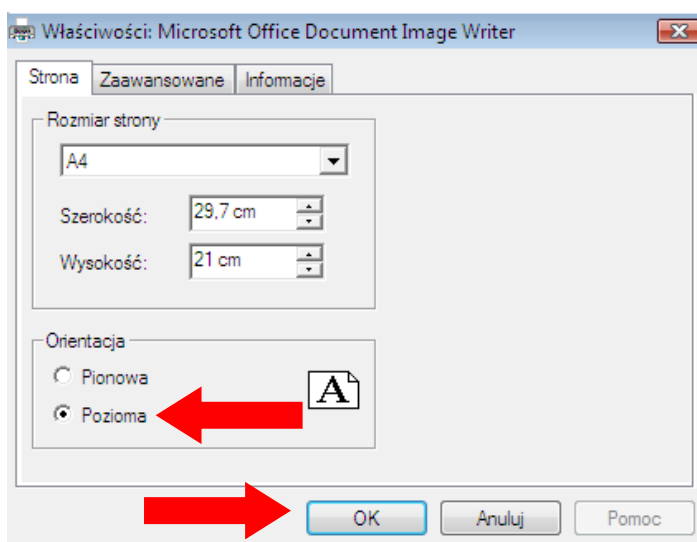 Właściwości: Microsoft Office Document Image Writer
Strona Zaawansowane Informacje
Rozmiar strony
A4
Szerokość: 29,7 cm
Wysokość: 21 cm
Orientacja
Pionowa
A
Pozioma
OK Anuluj Pomoc